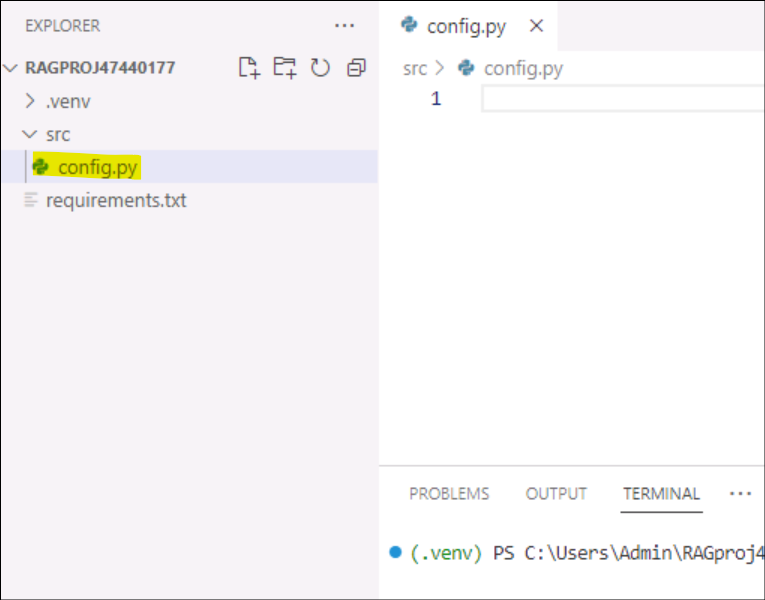 EXPLORER
RAGPROJ47440177
.venv
src
config.py
requirements.txt
config.py
src > config.py
1
PROBLEMS OUTPUT TERMINAL
(.venv) PS C:\Users\Admin\RAGproj4